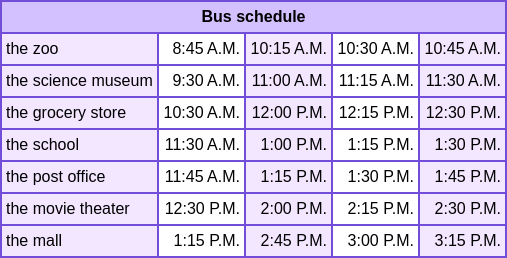 Bus schedule
the zoo 8:45 A.M. 10:15 A.M. 10:30 A.M. 10:45 A.M.
the science museum 9:30 A.M. 11:00 A.M. 11:15 A.M. 11:30 A.M.
the grocery store 10:30 A.M. 12:00 P.M. 12:15 P.M. 12:30 P.M.
the school 11:30 A.M. 1:00 P.M. 1:15 P.M. 1:30 P.M.
the post office 11:45 A.M. 1:15 P.M. 1:30 P.M. 1:45 P.M.
the movie theater 12:30 P.M. 2:00 P.M. 2:15 P.M. 2:30 P.M.
the mall 1:15 P.M. 2:45 P.M. 3:00 P.M. 3:15 P.M.